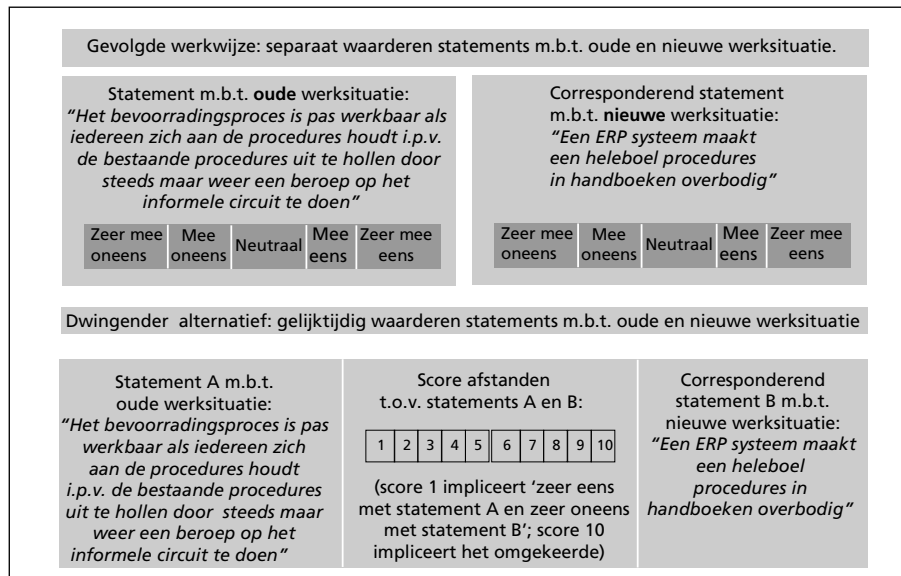 Gevolgde werkwijze: separaat waarderen statements m.b.t. oude en nieuwe werksituatie.
Statement m.b.t. oude werksituatie:
"Het bevoorradingsproces is pas werkbaar als
iedereen zich aan de procedures houdt i.p.v.
de bestaande procedures uit te hollen door
steeds maar weer een beroep op het
informele circuit te doen"
Zeer mee oneens
Mee oneens
Neutraal
Mee eens
Zeer mee eens
Corresponderend statement
m.b.t. nieuwe werksituatie:
"Een ERP systeem maakt
een heleboel procedures
in handboeken overbodig"
Zeer mee oneens
Mee oneens
Neutraal
Mee eens
Zeer mee eens
Dwingender alternatief: gelijktijdig waarderen statements m.b.t. oude en nieuwe werksituatie
Statement A m.b.t.
oude werksituatie:
"Het bevoorradingsproces is pas
werkbaar als iedereen zich
aan de procedures houdt
i.p.v. de bestaande procedures
uit te hollen door steeds maar
weer een beroep op het
informele circuit te doen"
Score afstanden
t.o.v. statements A en B:
1 2 3 4 5 6 7 8 9 10
(score 1 impliceert 'zeer eens
met statement A en zeer oneens
met statement B'; score 10
impliceert het omgekeerde)
Corresponderend
statement B m.b.t.
nieuwe werksituatie:
"Een ERP systeem maakt
een heleboel
procedures in
handboeken overbodig"